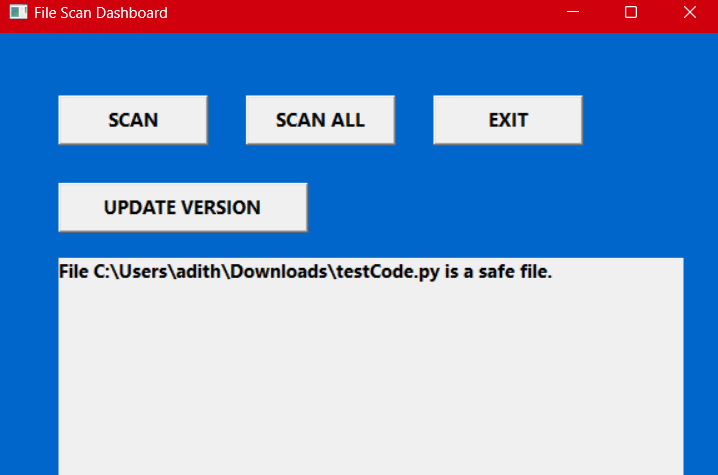 File Scan Dashboard
SCAN
SCAN ALL
EXIT
UPDATE VERSION
File C:\Users\adith\Downloads\testCode.py is a safe file.